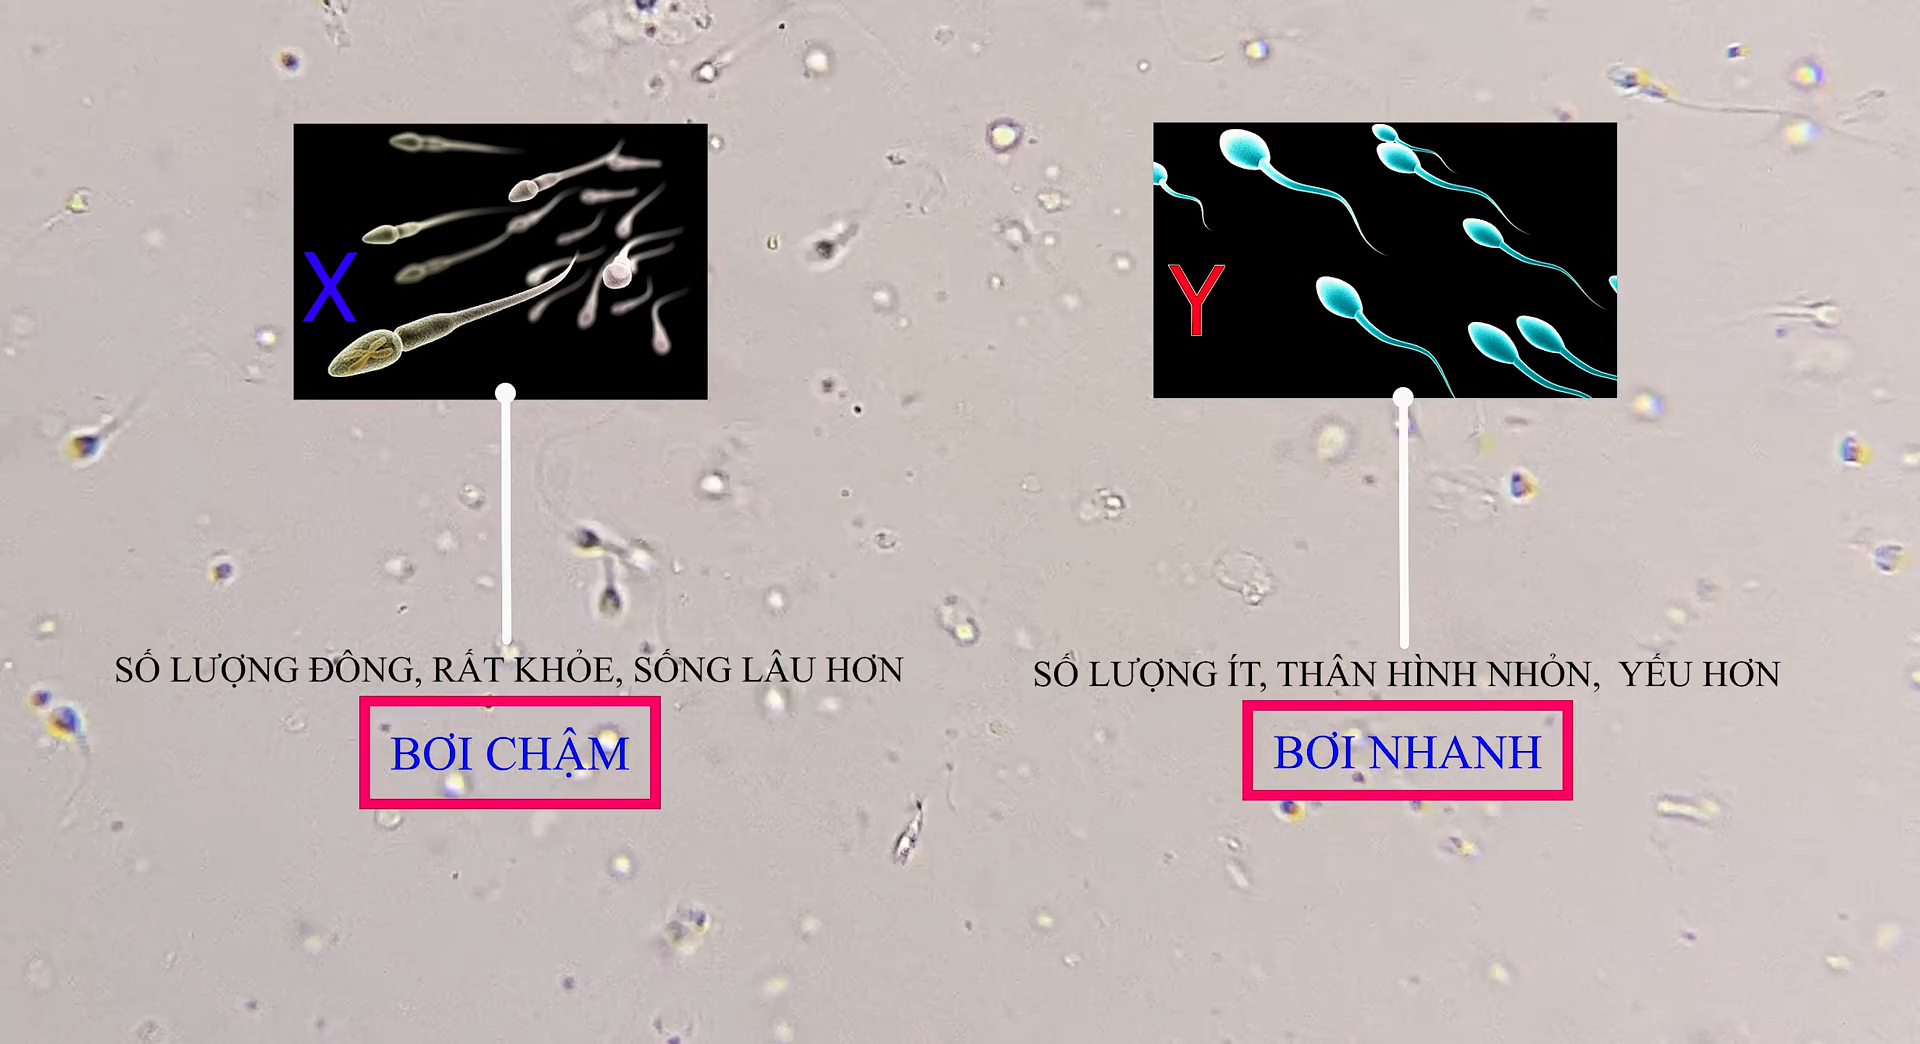 X
Y
SỐ LƯỢNG ĐÔNG, RẤT KHỎE, SỐNG LÂU HƠN
SỐ LƯỢNG ÍT, THÂN HÌNH NHỎN, YẾU HƠN
BƠI CHẬM
BƠI NHANH